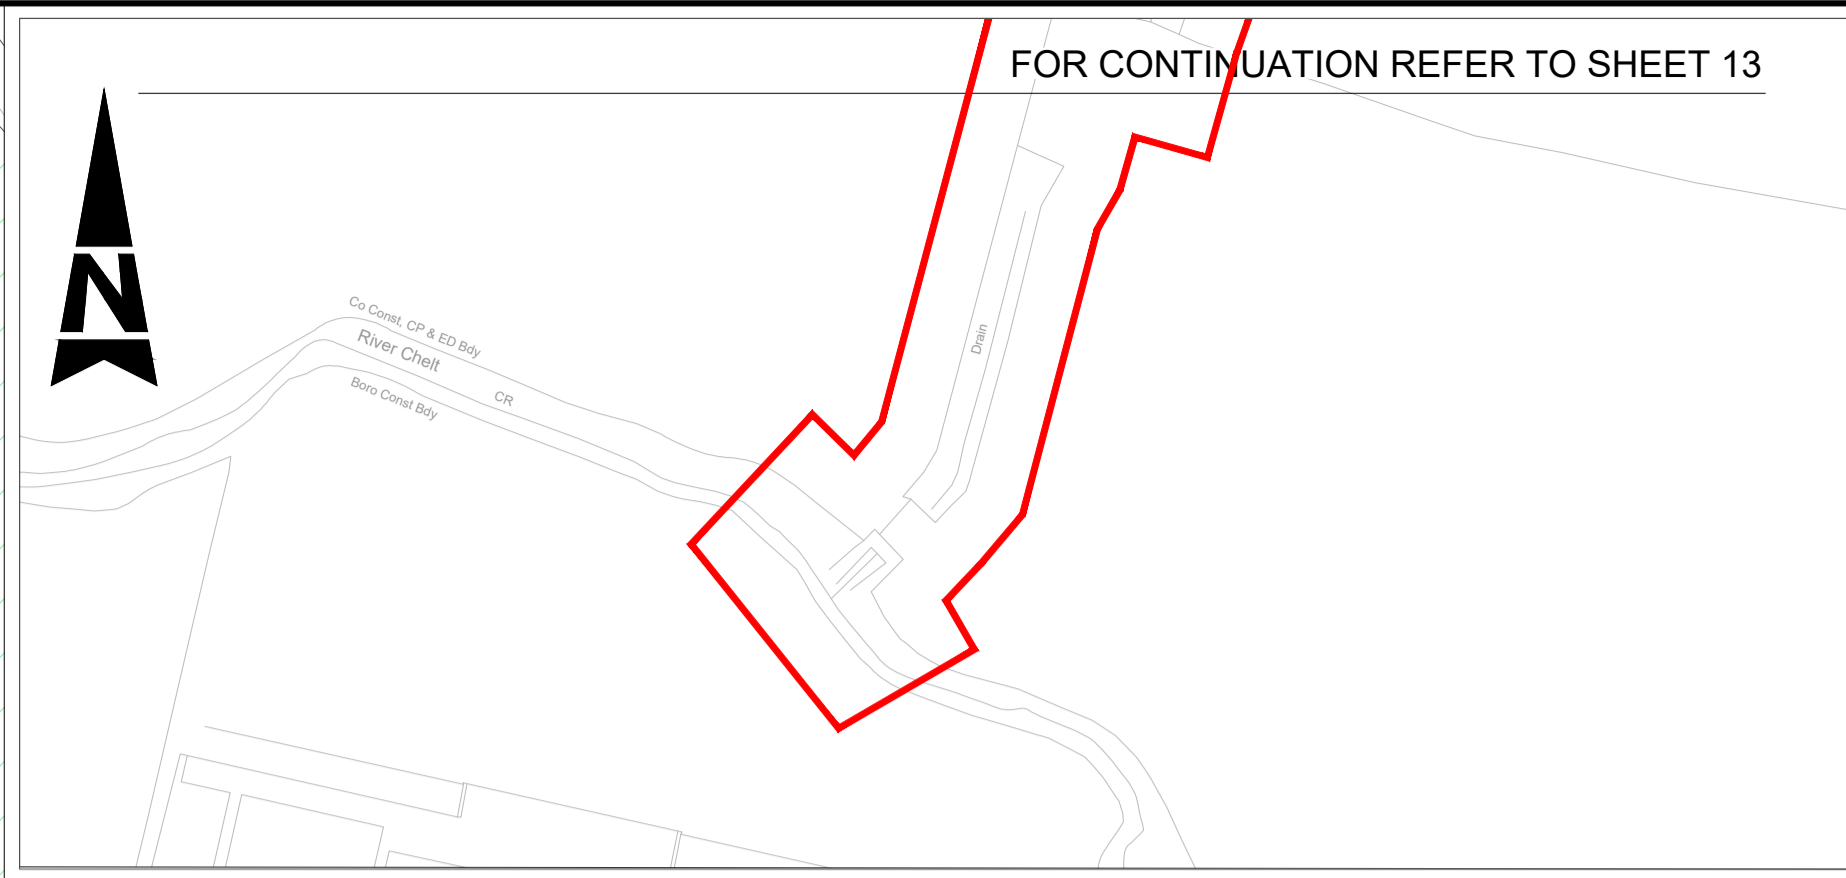 FOR CONTINUATION REFER TO SHEET 13
N
Co Const, CP & ED Bdy
River Chelt
CR
Boro Const Bdy
Drain